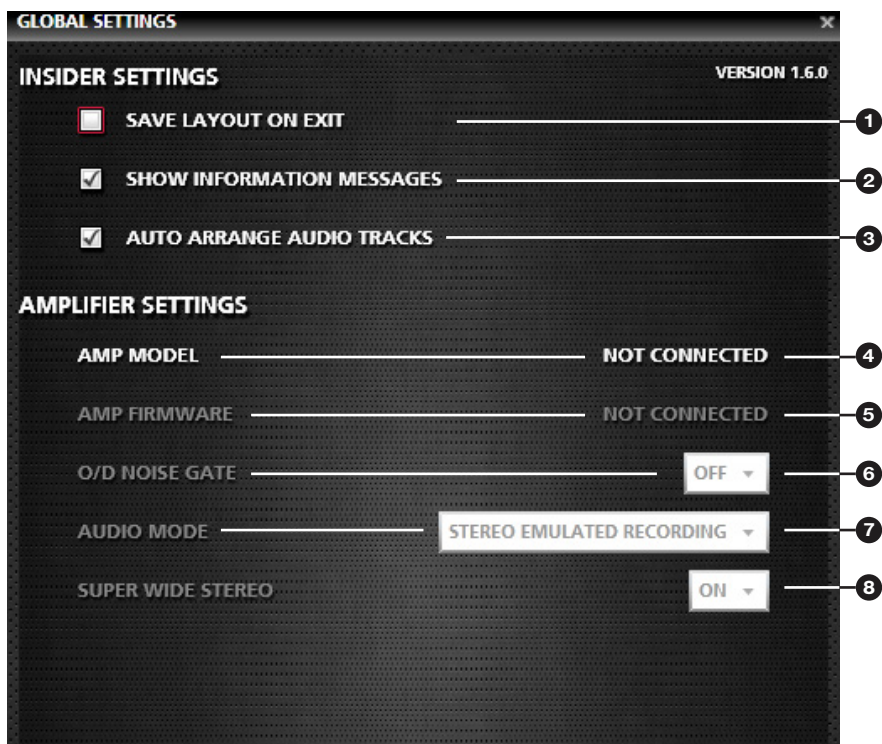 GLOBAL SETTINGS x
INSIDER SETTINGS VERSION 1.6.0
SAVE LAYOUT ON EXIT 1
SHOW INFORMATION MESSAGES 2
AUTO ARRANGE AUDIO TRACKS 3
AMPLIFIER SETTINGS
AMP MODEL NOT CONNECTED 4
AMP FIRMWARE NOT CONNECTED 5
O/D NOISE GATE OFF 6
AUDIO MODE STEREO EMULATED RECORDING 7
SUPER WIDE STEREO ON 8